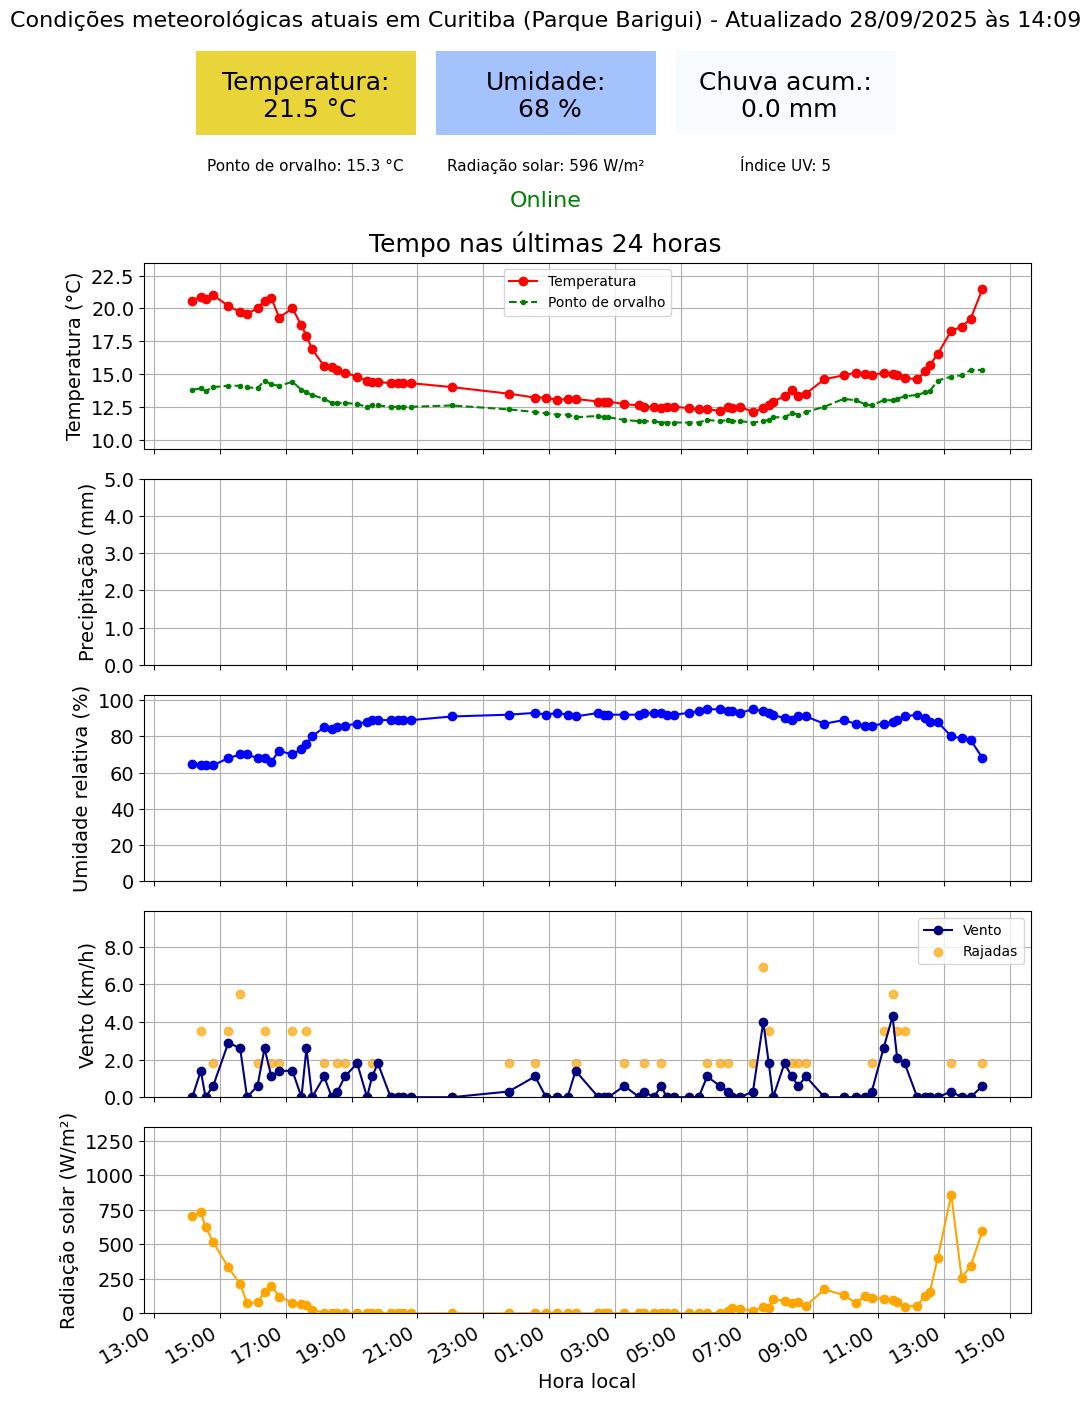 Condições meteorológicas atuais em Curitiba (Parque Barigui) - Atualizado 28/09/2025 às 14:09
Temperatura:
21.5 °C
Umidade:
68 %
Chuva acum.:
0.0 mm
Ponto de orvalho: 15.3 °C
Radiação solar: 596 W/m²
Índice UV: 5
Online
Tempo nas últimas 24 horas
Temperatura (°C)
22.5
20.0
17.5
15.0
12.5
10.0
Temperatura
Ponto de orvalho
Precipitação (mm)
5.0
4.0
3.0
2.0
1.0
0.0
Umidade relativa (%)
100
80
60
40
20
0
Vento (km/h)
8.0
6.0
4.0
2.0
0.0
Vento
Rajadas
Radiação solar (W/m²)
1250
1000
750
500
250
0
13:00
15:00
17:00
19:00
21:00
23:00
01:00
03:00
05:00
07:00
09:00
11:00
13:00
15:00
Hora local